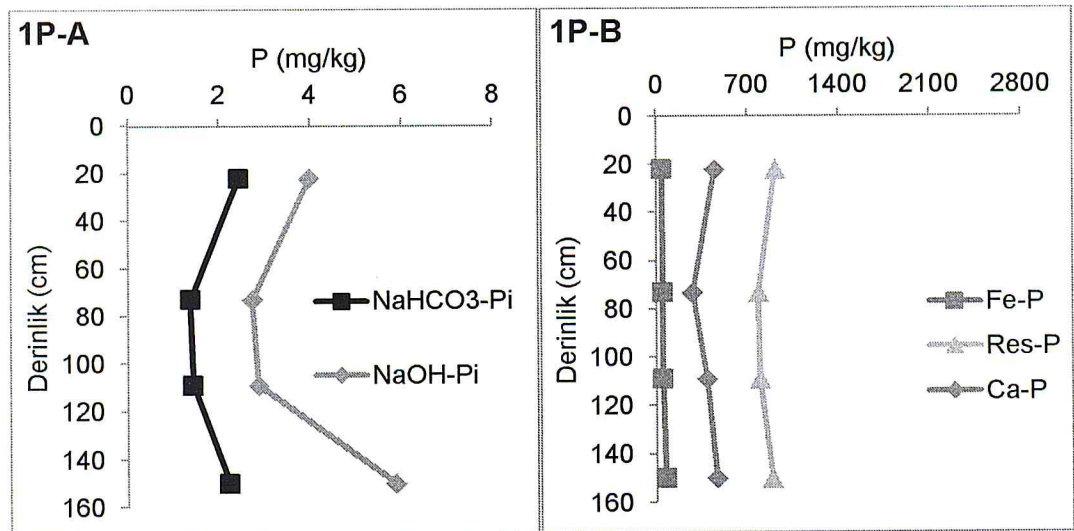 1P-A
P (mg/kg)
0 2 4 6 8
0
20
40
60
80
100
120
140
160
Derinlik (cm)
NaHCO3-Pi
NaOH-Pi
1P-B
P (mg/kg)
0 700 1400 2100 2800
0
20
40
60
80
100
120
140
160
Derinlik (cm)
Fe-P
Res-P
Ca-P